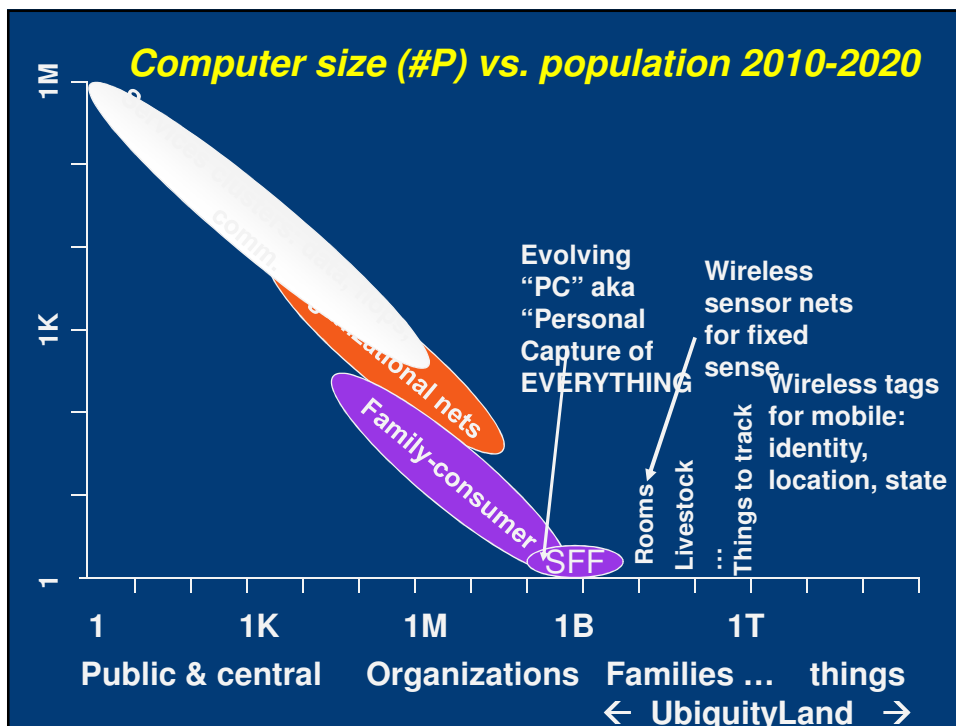 Computer size (#P) vs. population 2010-2020
1M
1K
1
comm.
nets
Family-consumer
SFF
Evolving
“PC” aka
“Personal
Capture of
EVERYTHING
Wireless
sensor nets
for fixed
sense
Wireless tags
for mobile:
identity,
location, state
Rooms
Livestock
…
Things to track
1
1K
1M
1B
1T
Public & central
Organizations
Families …
things
← UbiquityLand →